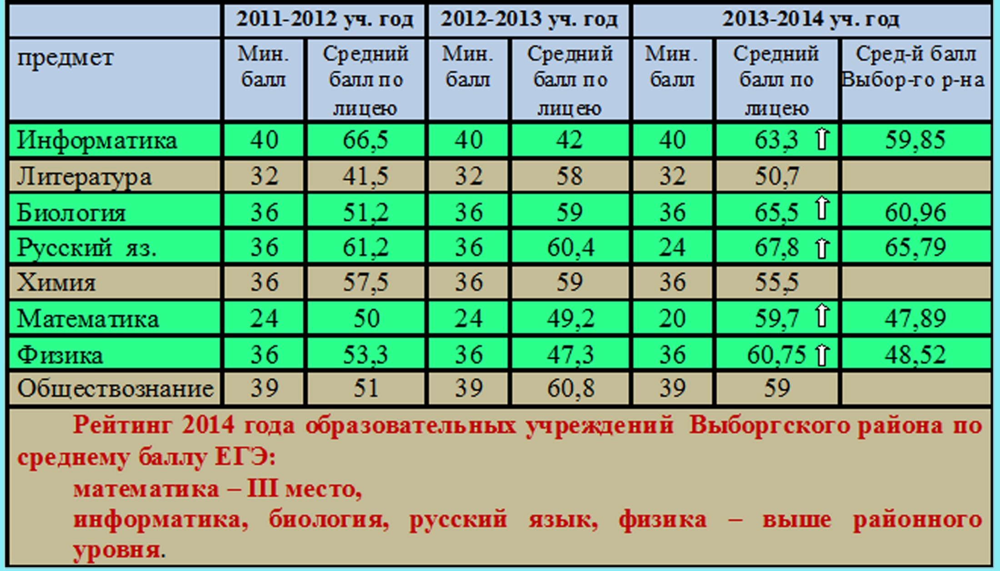 2011-2012 уч. год 2012-2013 уч. год 2013-2014 уч. год
предмет Мин. балл Средний балл по лицею Мин. балл Средний балл по лицею Мин. балл Средний балл по лицею Сред-й балл Выбор-го р-на
Информатика 40 66,5 40 42 40 63,3 ⇑ 59,85
Литература 32 41,5 32 58 32 50,7
Биология 36 51,2 36 59 36 65,5 ⇑ 60,96
Русский яз. 36 61,2 36 60,4 24 67,8 ⇑ 65,79
Химия 36 57,5 36 59 36 55,5
Математика 24 50 24 49,2 20 59,7 ⇑ 47,89
Физика 36 53,3 36 47,3 36 60,75 ⇑ 48,52
Обществознание 39 51 39 60,8 39 59
Рейтинг 2014 года образовательных учреждений Выборгского района по
среднему баллу ЕГЭ:
математика – III место,
информатика, биология, русский язык, физика – выше районного
уровня.